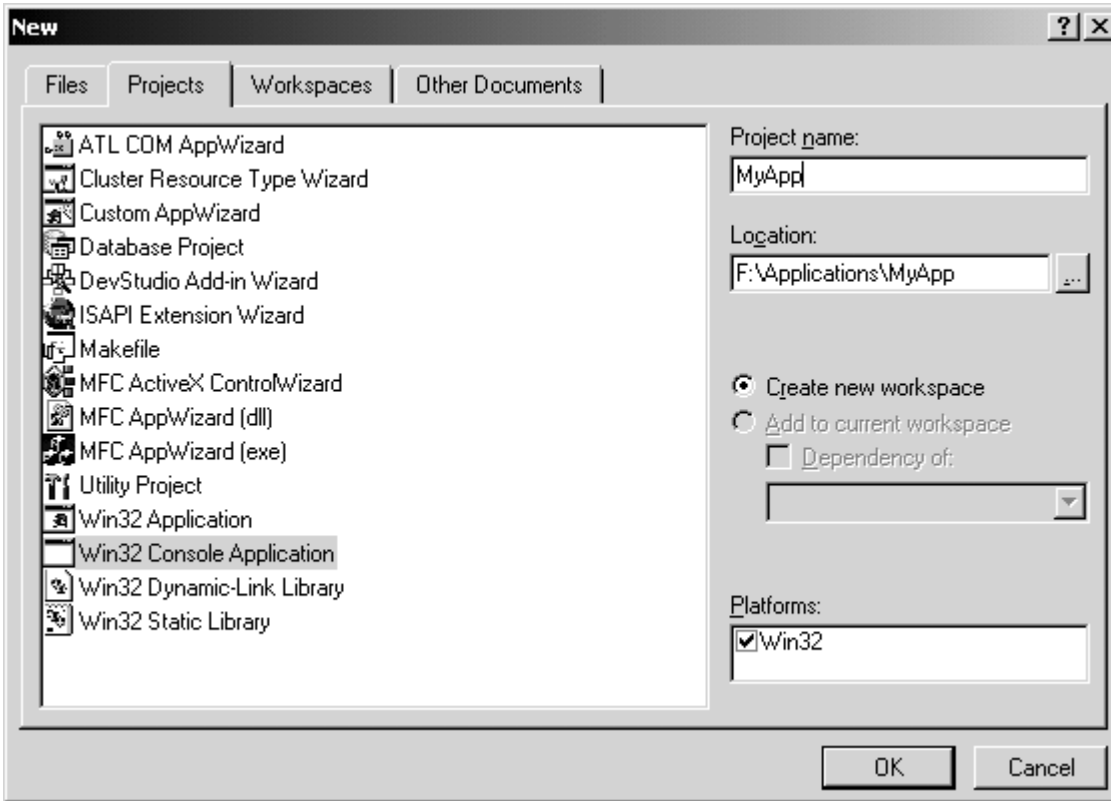 New
Files
Projects
Workspaces
Other Documents
ATL COM AppWizard
Cluster Resource Type Wizard
Custom AppWizard
Database Project
DevStudio Add-in Wizard
ISAPI Extension Wizard
Makefile
MFC ActiveX ControlWizard
MFC AppWizard (dll)
MFC AppWizard (exe)
Utility Project
Win32 Application
Win32 Console Application
Win32 Dynamic-Link Library
Win32 Static Library
Project name:
MyApp
Location:
F:\Applications\MyApp
...
Create new workspace
Add to current workspace
Dependency of:
Platforms:
Win32
OK
Cancel